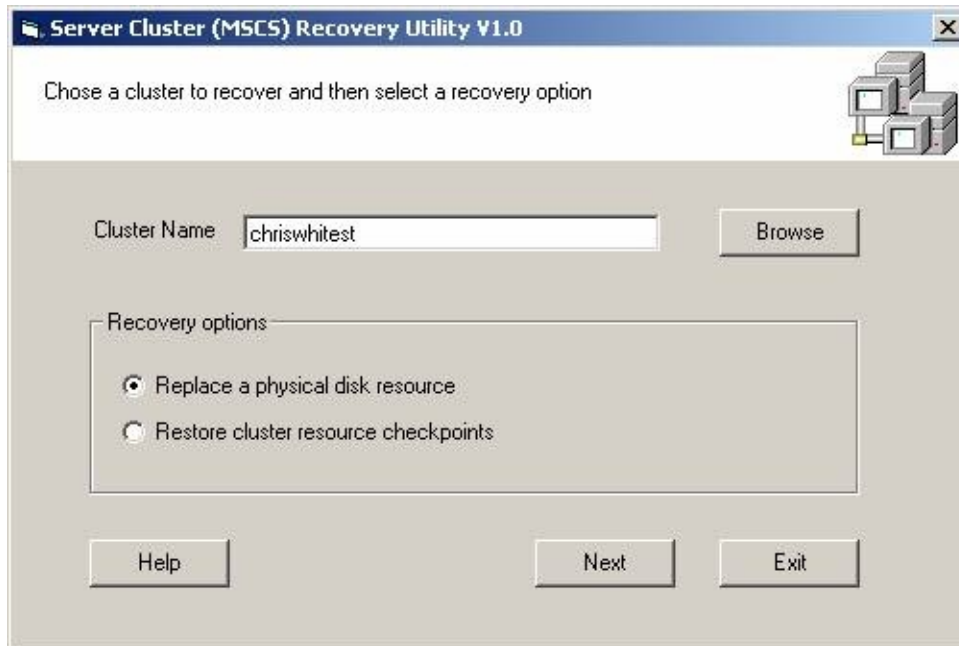 Server Cluster (MSCS) Recovery Utility V1.0
Chose a cluster to recover and then select a recovery option
Cluster Name chriswhitest Browse
Recovery options
Replace a physical disk resource
Restore cluster resource checkpoints
Help Next Exit